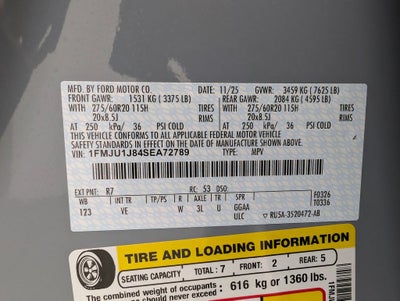 MFD. BY FORD MOTOR CO. 11/25 GVWR: 3459 KG ( 7625 LB)
FRONT GAWR: 1531 KG ( 3375 LB) REAR GAWR: 2084 KG ( 4595 LB)
WITH 275/60R20 115H TIRES WITH 275/60R20 115H TIRES
20x8.5J RIMS 20x8.5J RIMS
AT 250 kPa/ 36 PSI COLD AT 250 kPa/ 36 PSI COLD
THIS VEHICLE CONFORMS TO ALL APPLICABLE FEDERAL MOTOR VEHICLE
SAFETY STANDARDS IN EFFECT ON THE DATE OF MANUFACTURE SHOWN ABOVE.
VIN: 1FMJU1J84SEA72789 TYPE: MPV
EXT PNT: R7 RC: 53 DSO: F0326
WB INT TR TP/PS R AXLE TR SPR T0336
123 VE W 3L U GGAA
ULC RU5A-3520472-AB
TIRE AND LOADING INFORMATION
SEATING CAPACITY TOTAL: 7 FRONT: 2 REAR: 5
The combined weight of occupants
616 kg or 1360 lbs.
should never exceed: